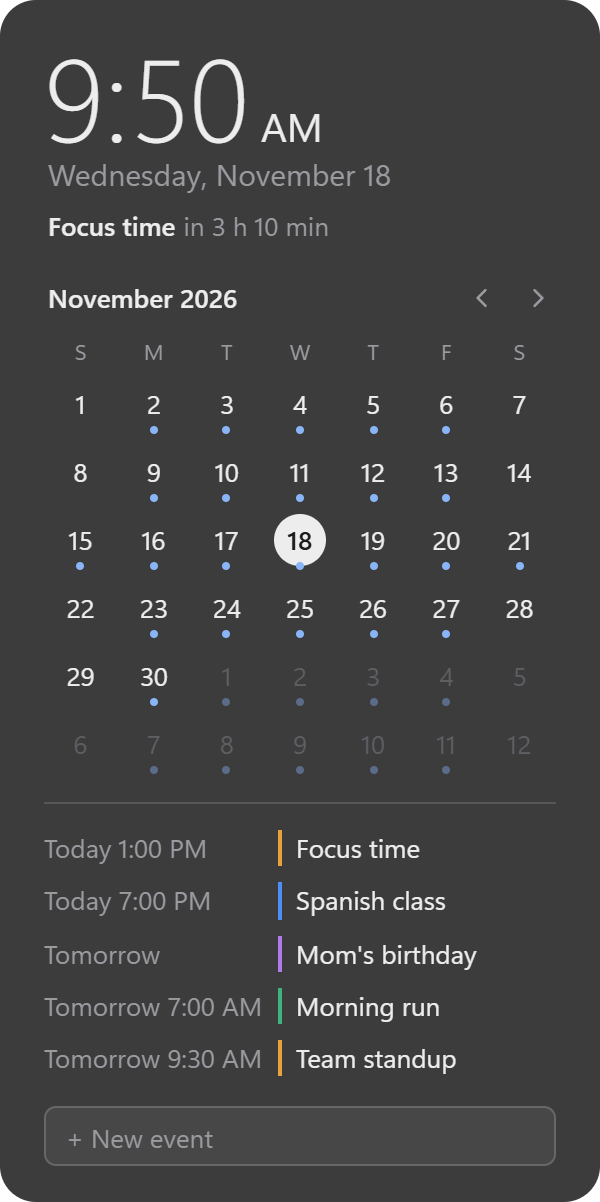 9:50 AM
Wednesday, November 18
Focus time in 3 h 10 min
November 2026
S M T W T F S
1 2 3 4 5 6 7
8 9 10 11 12 13 14
15 16 17 18 19 20 21
22 23 24 25 26 27 28
29 30 1 2 3 4 5
6 7 8 9 10 11 12
Today 1:00 PM Focus time
Today 7:00 PM Spanish class
Tomorrow Mom's birthday
Tomorrow 7:00 AM Morning run
Tomorrow 9:30 AM Team standup
+ New event